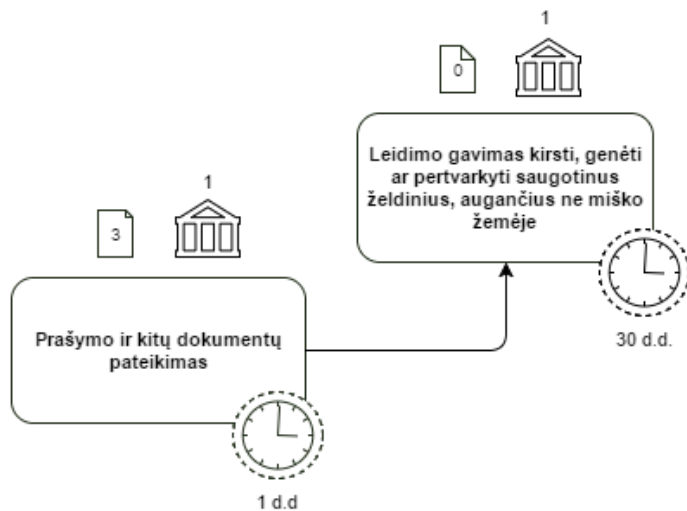 1
0
Leidimo gavimas kirsti, genėti
ar pertvarkyti saugotinus
želdinius, augančius ne miško
žemėje
30 d.d.
1
3
Prašymo ir kitų dokumentų
pateikimas
1 d.d